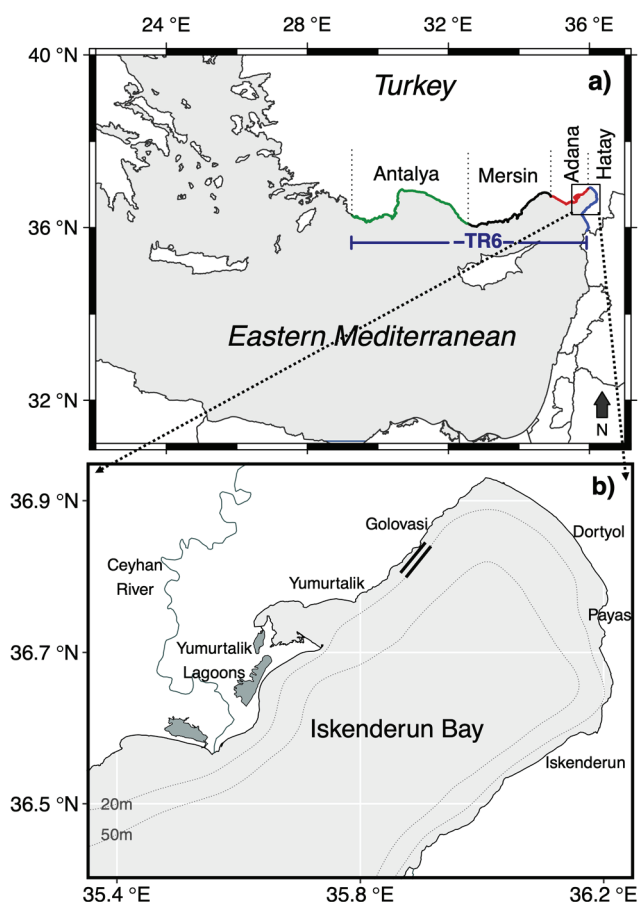 24 °E
28 °E
32 °E
36 °E
40 °N
36 °N
32 °N
Turkey
a)
Antalya
Mersin
Adana
Hatay
TR6
Eastern Mediterranean
N
b)
36.9 °N
36.7 °N
36.5 °N
Golovasi
Dortyol
Ceyhan
River
Yumurtalik
Payas
Yumurtalik
Lagoons
Iskenderun Bay
Iskenderun
20m
50m
35.4 °E
35.8 °E
36.2 °E